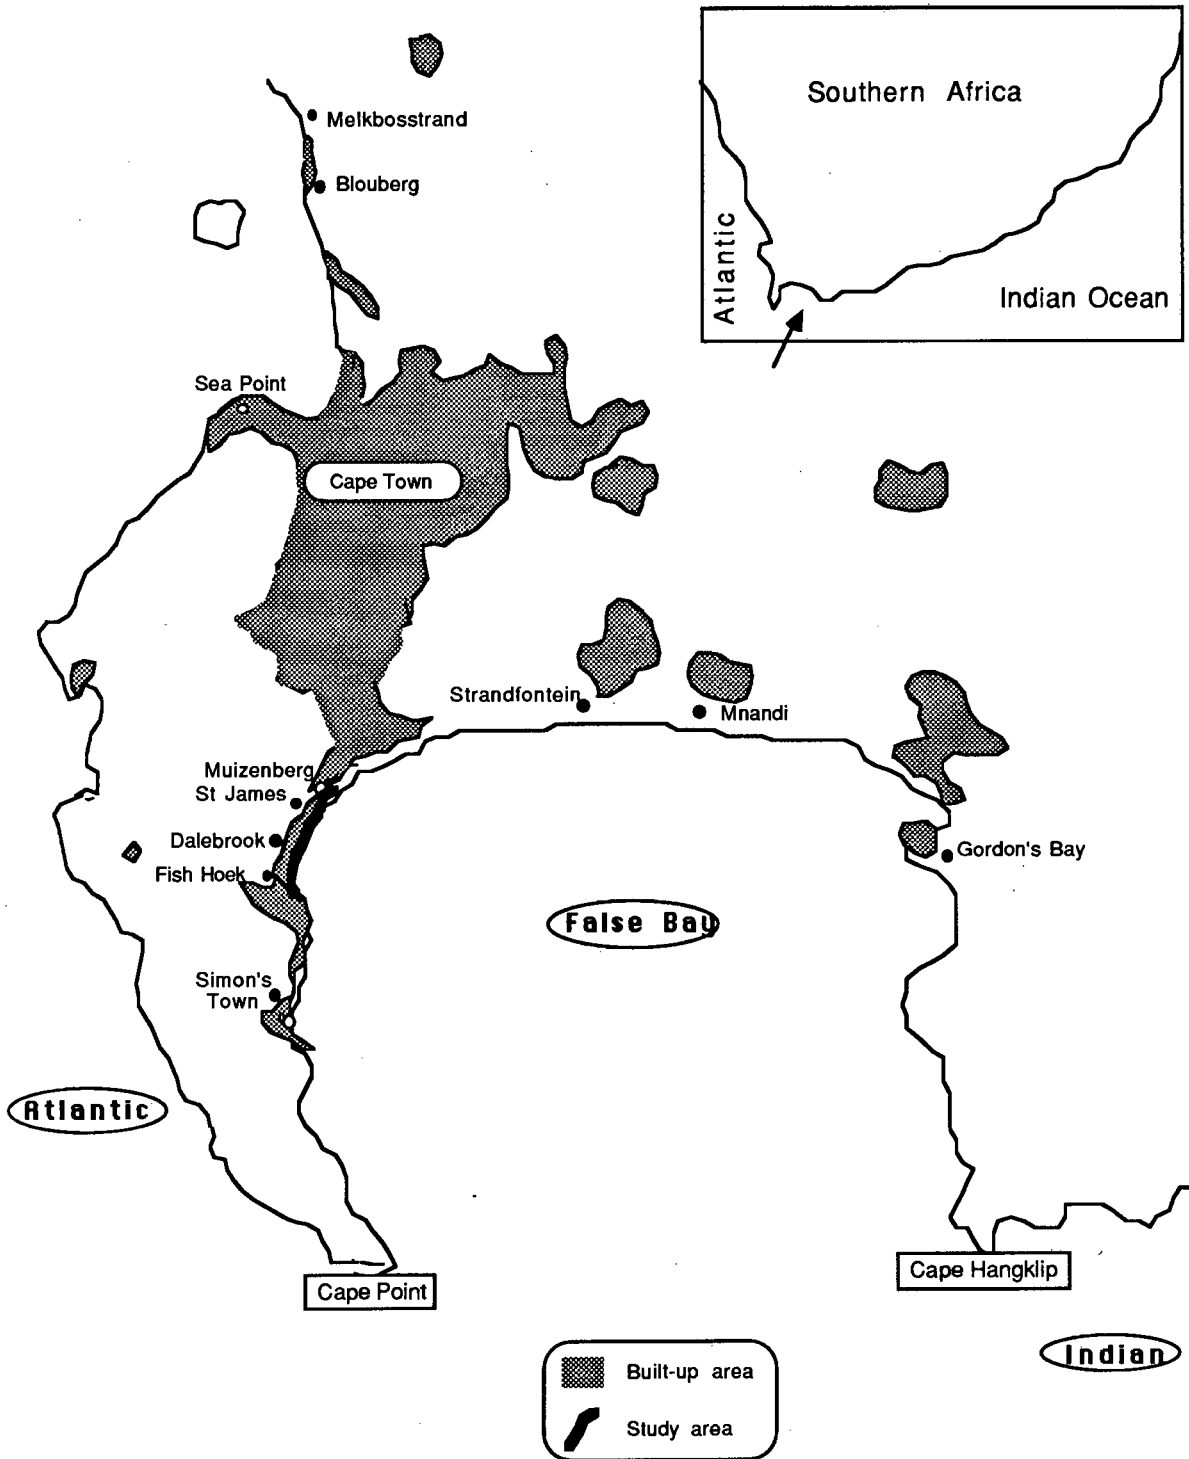 Melkbosstrand
Blouberg
Southern Africa
Atlantic
Indian Ocean
Sea Point
Cape Town
Strandfontein
Mnandi
Muizenberg
St James
Dalebrook
Fish Hoek
Gordon's Bay
False Bay
Simon's
Town
Atlantic
Cape Point
Cape Hangklip
Indian
Built-up area
Study area